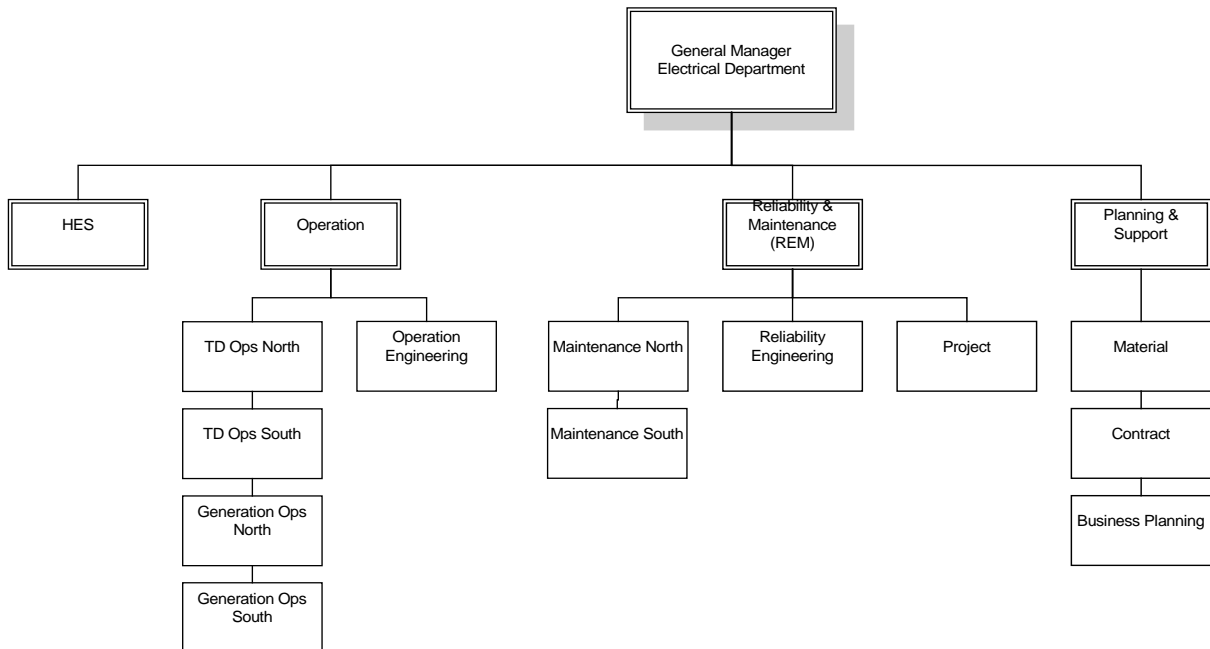 General Manager
Electrical Department
HES
Operation
Reliability &
Maintenance
(REM)
Planning &
Support
TD Ops North
Operation
Engineering
Maintenance North
Reliability
Engineering
Project
Material
TD Ops South
Maintenance South
Contract
Generation Ops
North
Business Planning
Generation Ops
South